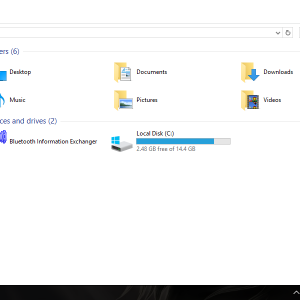 ers (6)
Desktop
Documents
Downloads
Music
Pictures
Videos
ces and drives (2)
Bluetooth Information Exchanger
Local Disk (C:)
2.48 GB free of 14.4 GB